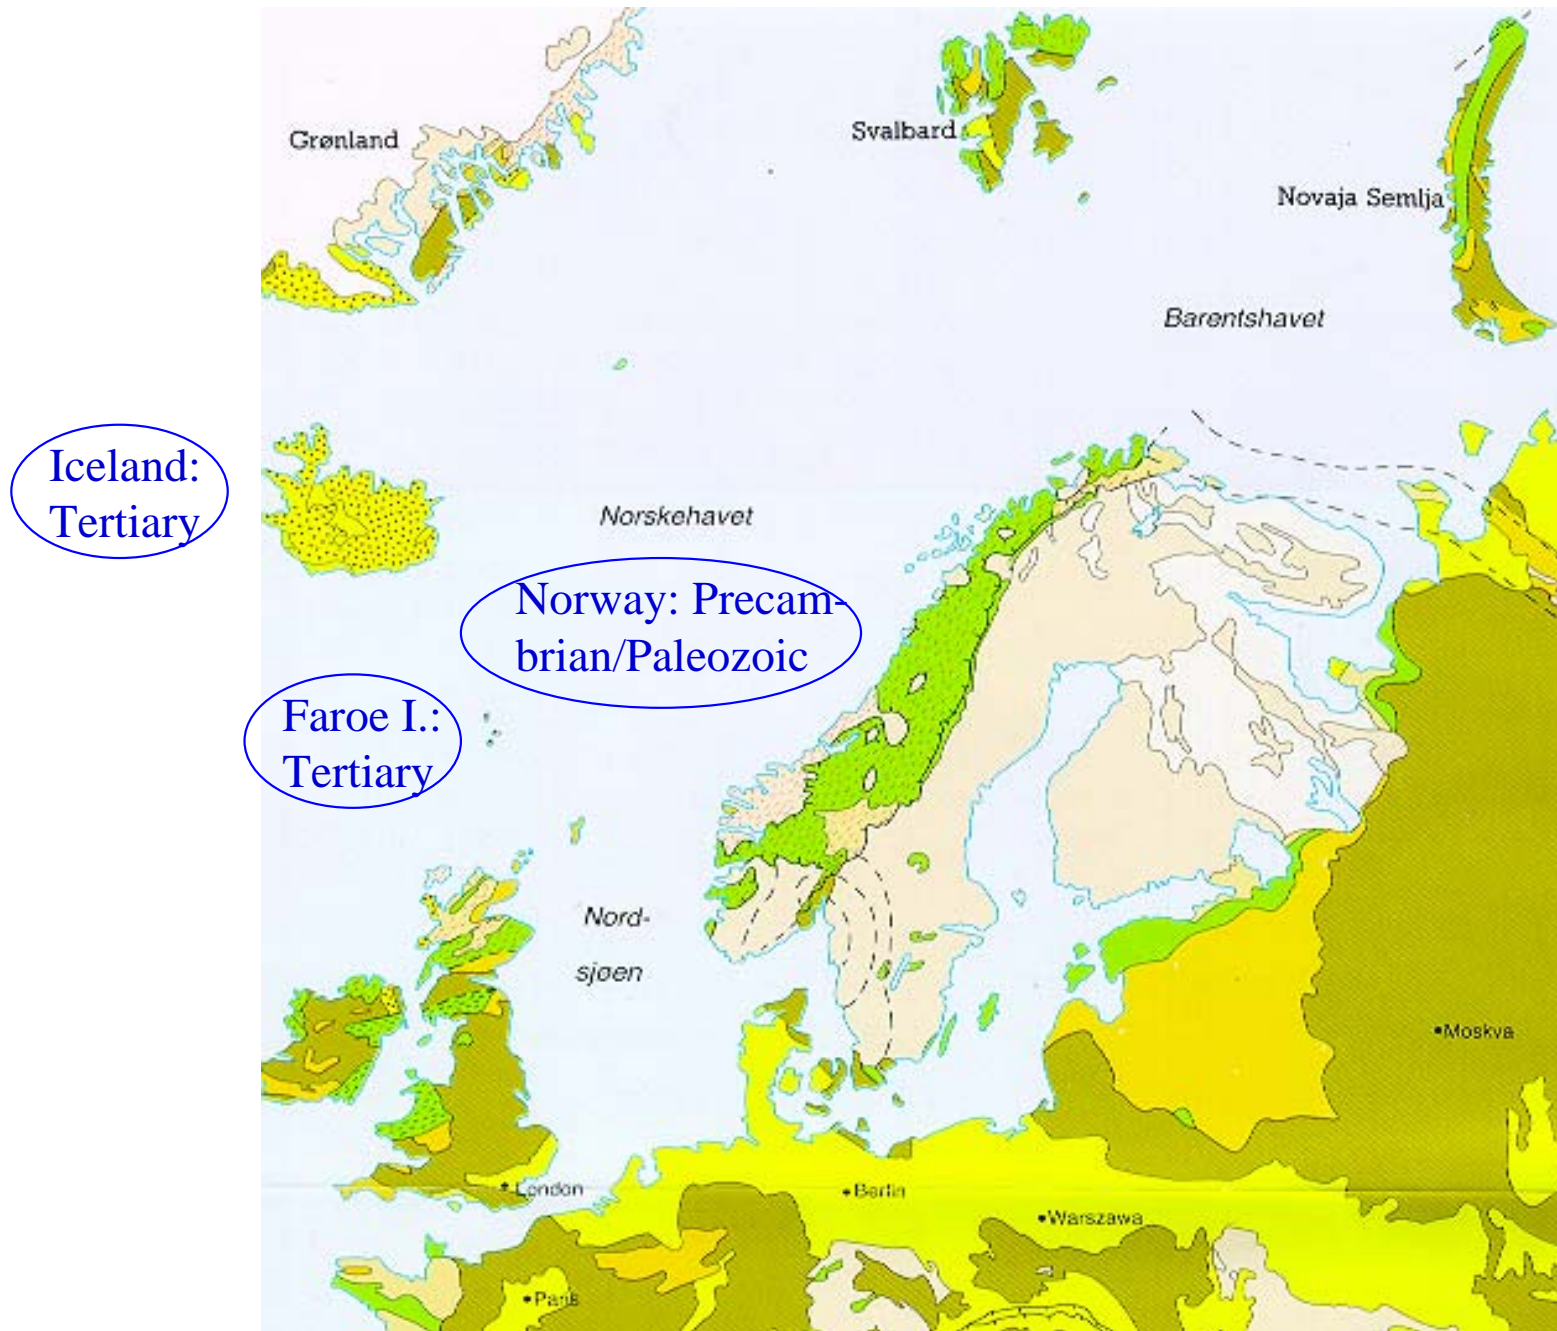 Grønland
Svalbard
Novaja Semlja
Barentshavet
Iceland:
Tertiary
Norskehavet
Norway: Precam-
brian/Paleozoic
Faroe I.:
Tertiary
Nord-
sjøen
Moskva
London
Berlin
Warszawa
Paris